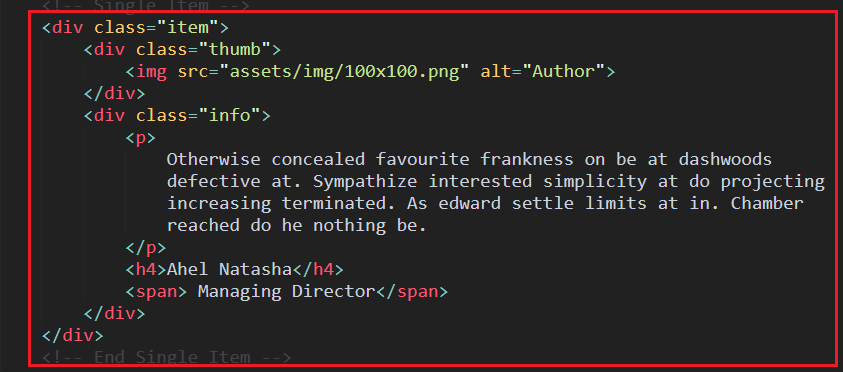 <!-- Single Item -->
<div class="item">
<div class="thumb">
<img src="assets/img/100x100.png" alt="Author">
</div>
<div class="info">
<p>
Otherwise concealed favourite frankness on be at dashwoods
defective at. Sympathize interested simplicity at do projecting
increasing terminated. As edward settle limits at in. Chamber
reached do he nothing be.
</p>
<h4>Ahel Natasha</h4>
<span> Managing Director</span>
</div>
</div>
<!-- End Single Item -->